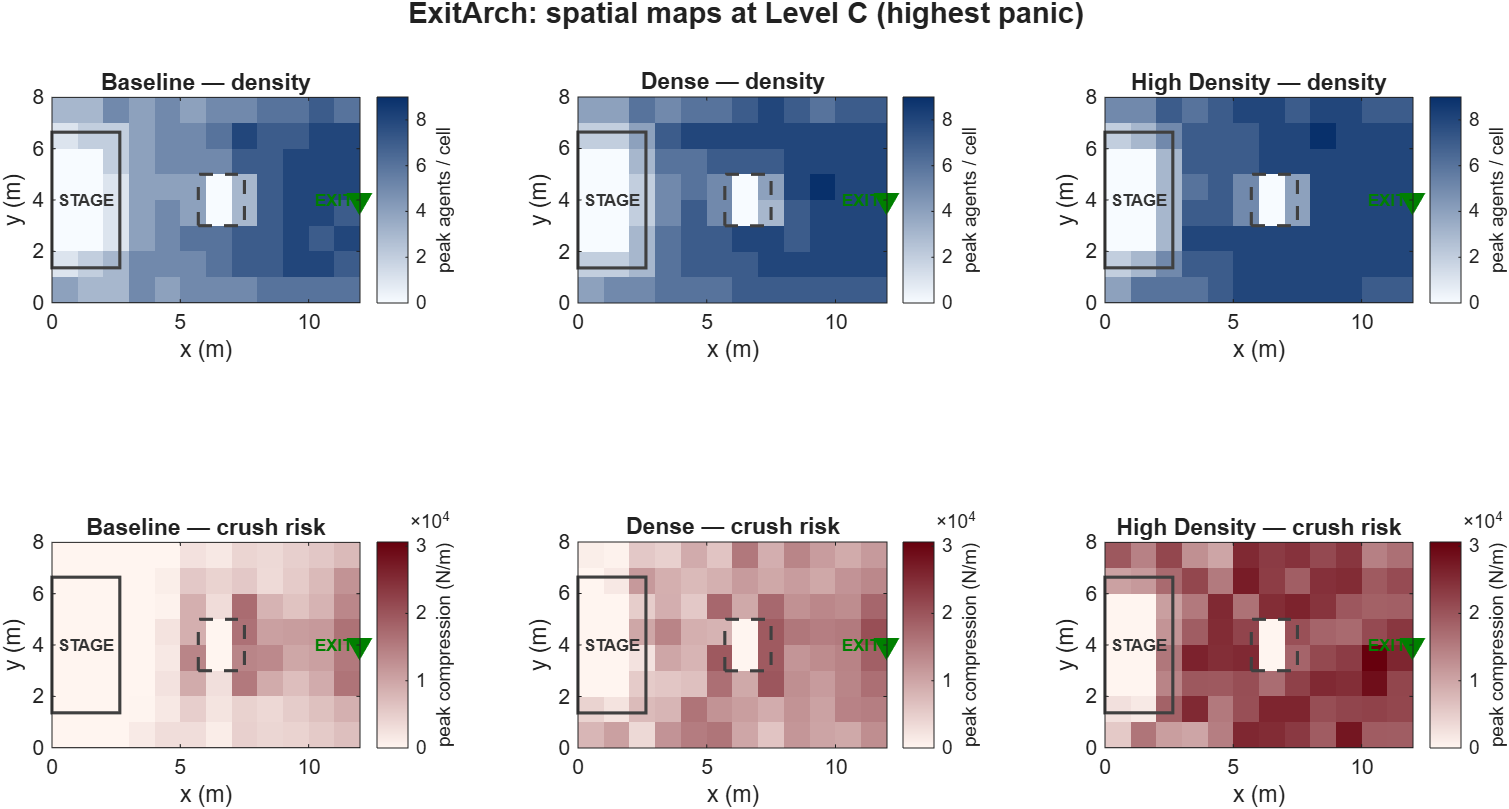 ExitArch: spatial maps at Level C (highest panic)
Baseline — density
8
6
4
2
0
y (m)
STAGE
EXIT
0
5
10
x (m)
8
6
4
2
0
peak agents / cell
Dense — density
8
6
4
2
0
y (m)
STAGE
EXIT
0
5
10
x (m)
8
6
4
2
0
peak agents / cell
High Density — density
8
6
4
2
0
y (m)
STAGE
EXIT
0
5
10
x (m)
8
6
4
2
0
peak agents / cell
Baseline — crush risk
8
6
4
2
0
y (m)
STAGE
EXIT
0
5
10
x (m)
×10⁴
3
2
1
0
peak compression (N/m)
Dense — crush risk
8
6
4
2
0
y (m)
STAGE
EXIT
0
5
10
x (m)
×10⁴
3
2
1
0
peak compression (N/m)
High Density — crush risk
8
6
4
2
0
y (m)
STAGE
EXIT
0
5
10
x (m)
×10⁴
3
2
1
0
peak compression (N/m)